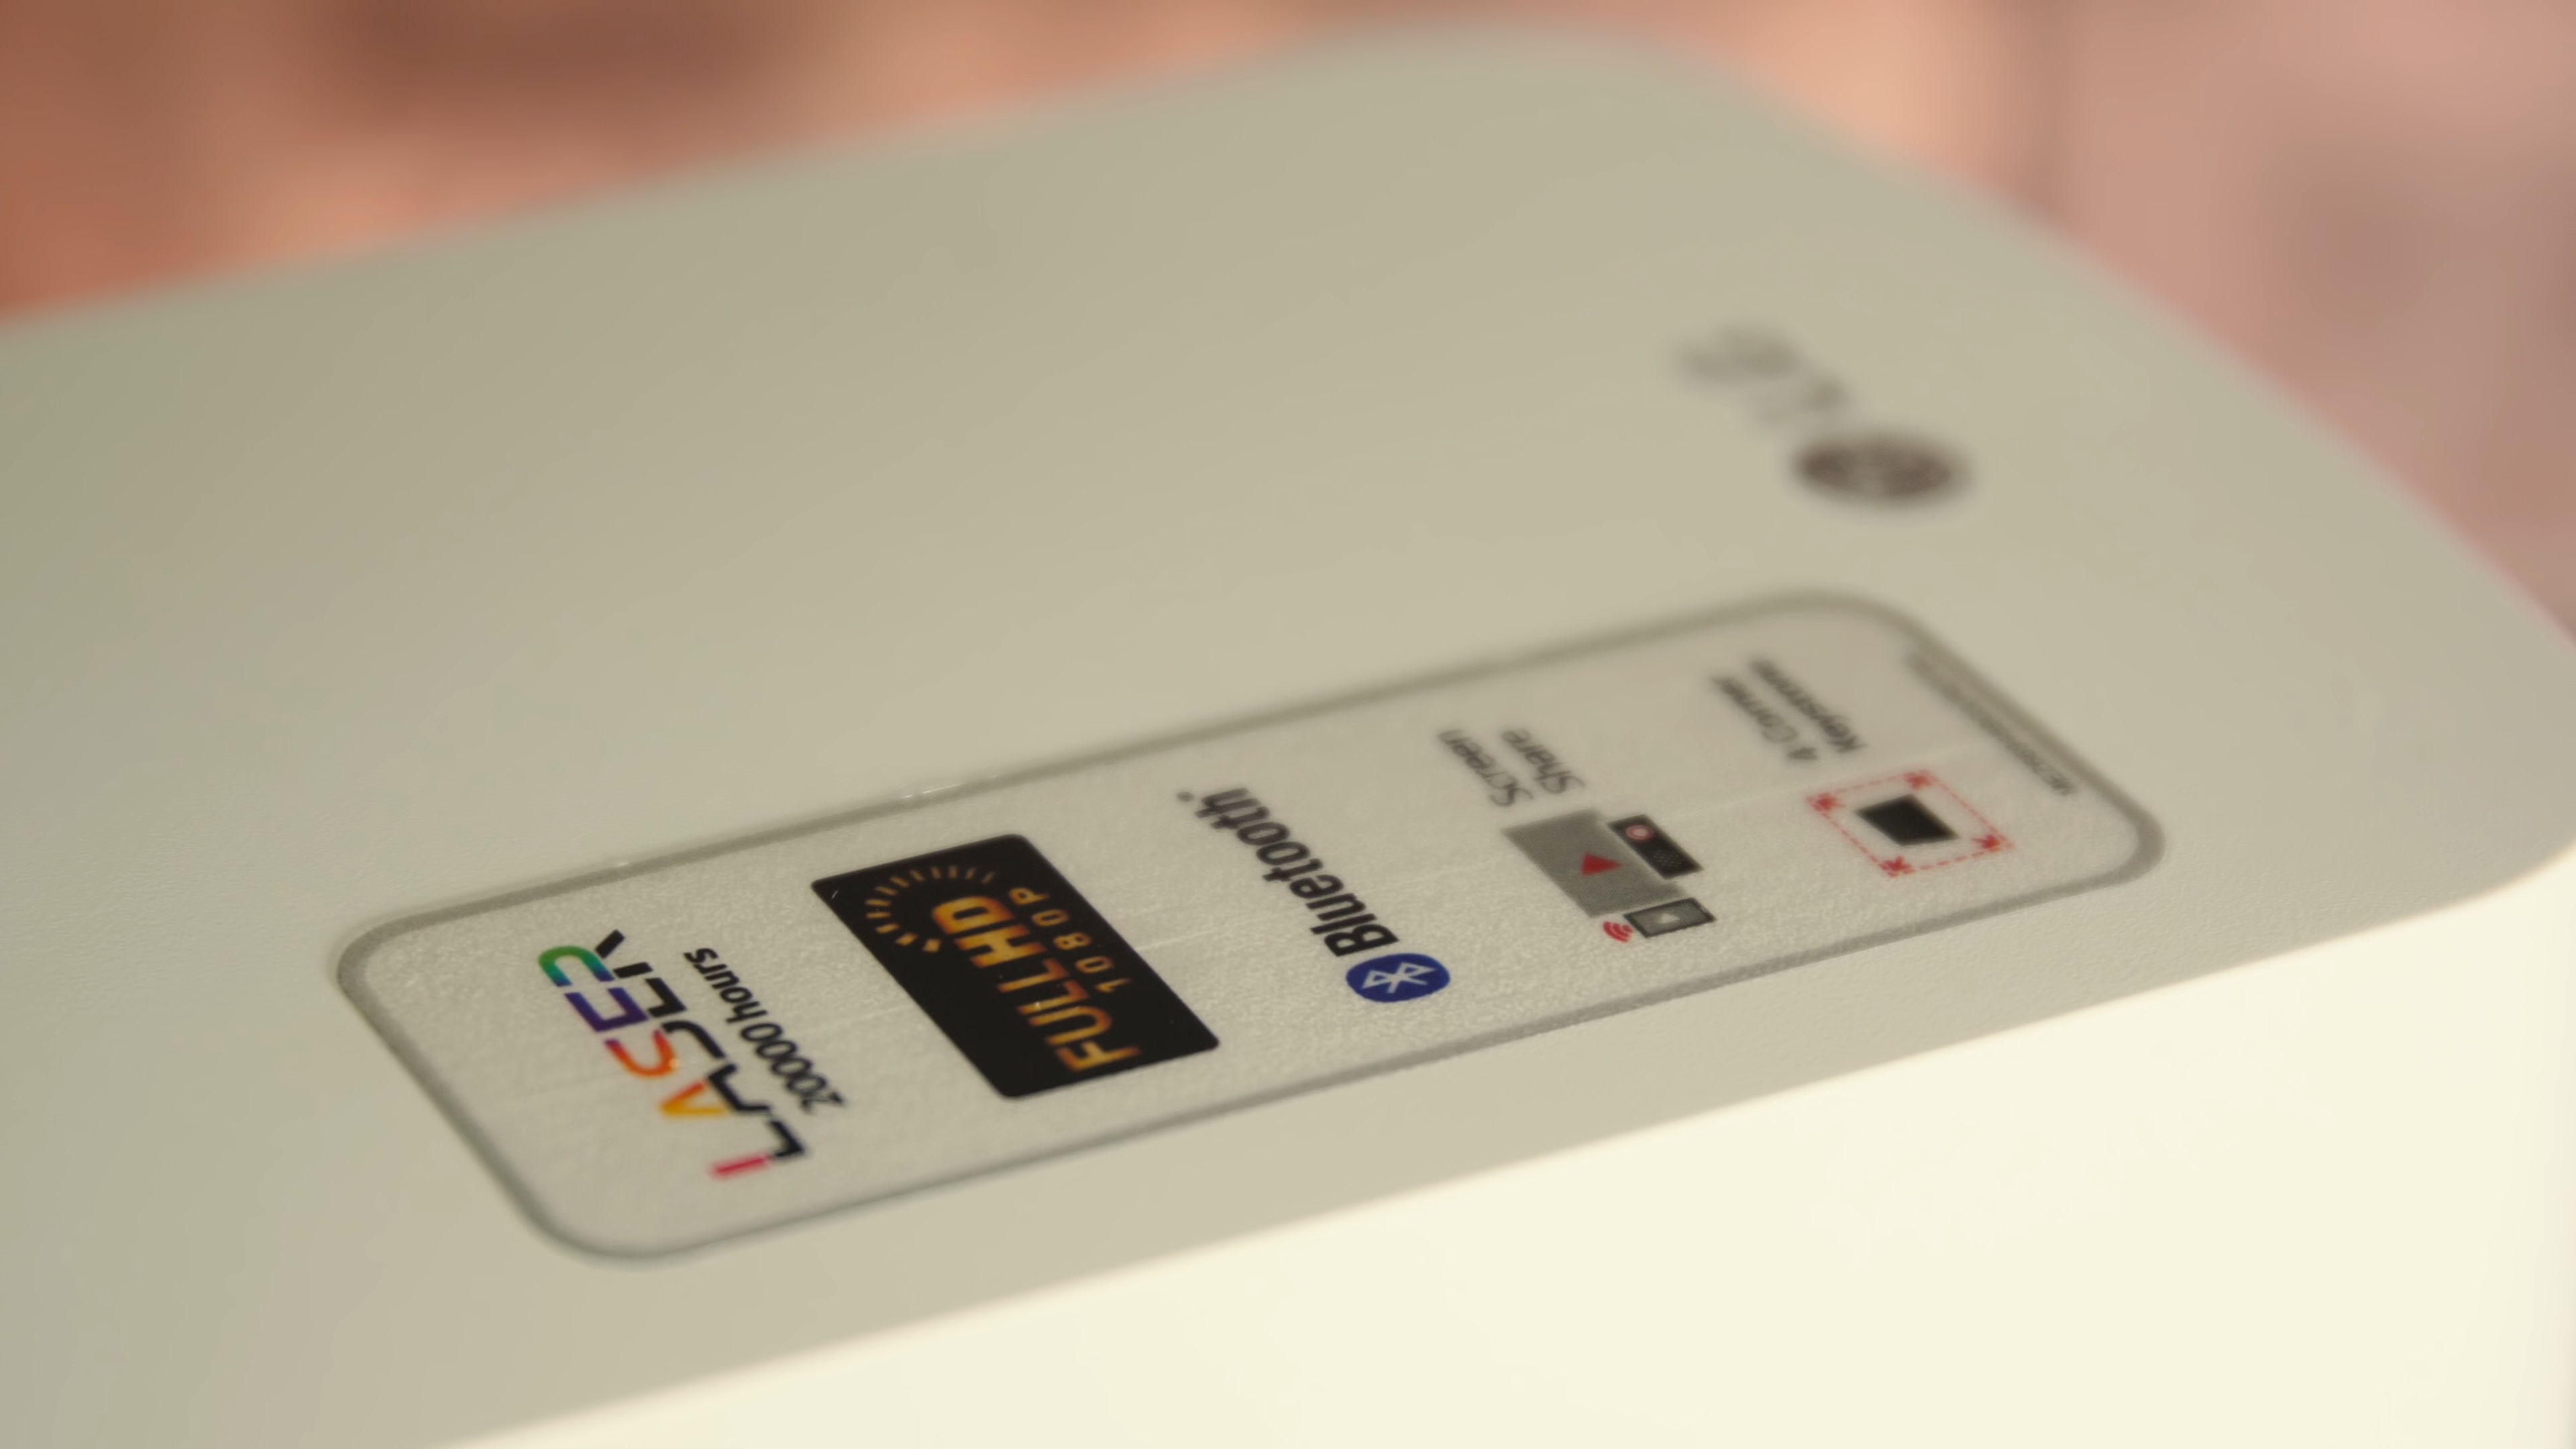 LG
LASER
20000hours
FULL HD
1080P
Bluetooth®
Screen
Share
4 Corner
Keystone